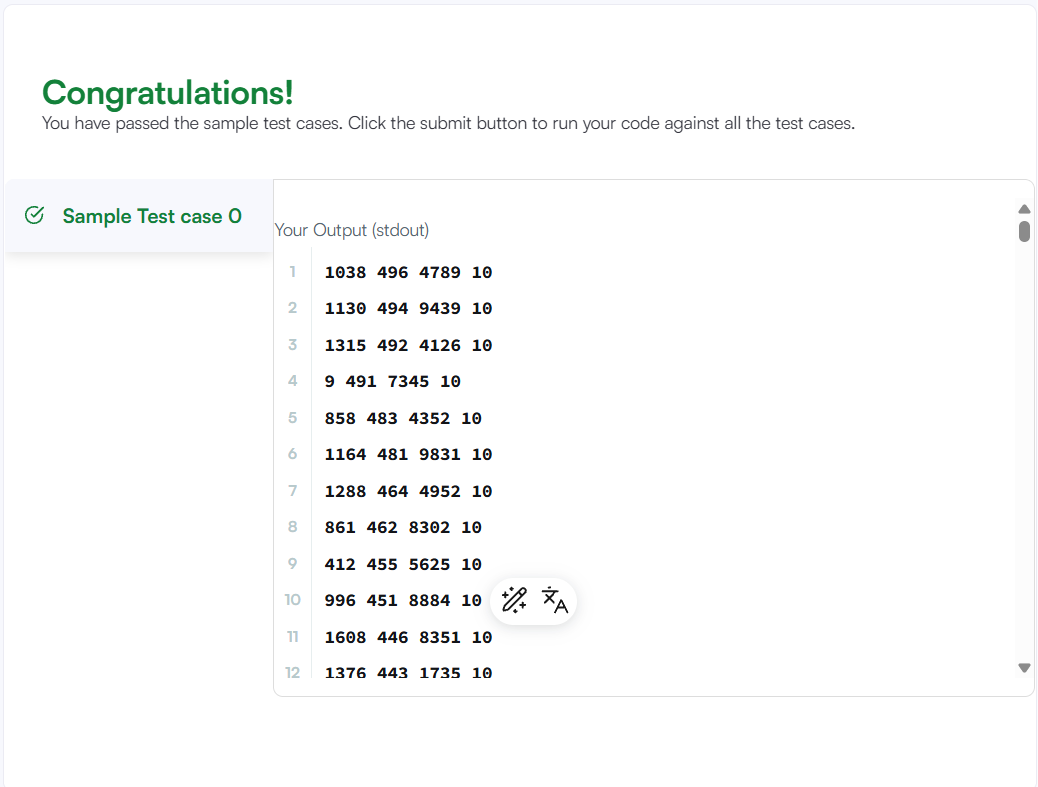 Congratulations!
You have passed the sample test cases. Click the submit button to run your code against all the test cases.
Sample Test case 0
Your Output (stdout)
1 1038 496 4789 10
2 1130 494 9439 10
3 1315 492 4126 10
4 9 491 7345 10
5 858 483 4352 10
6 1164 481 9831 10
7 1288 464 4952 10
8 861 462 8302 10
9 412 455 5625 10
10 996 451 8884 10
11 1608 446 8351 10
12 1376 443 1735 10